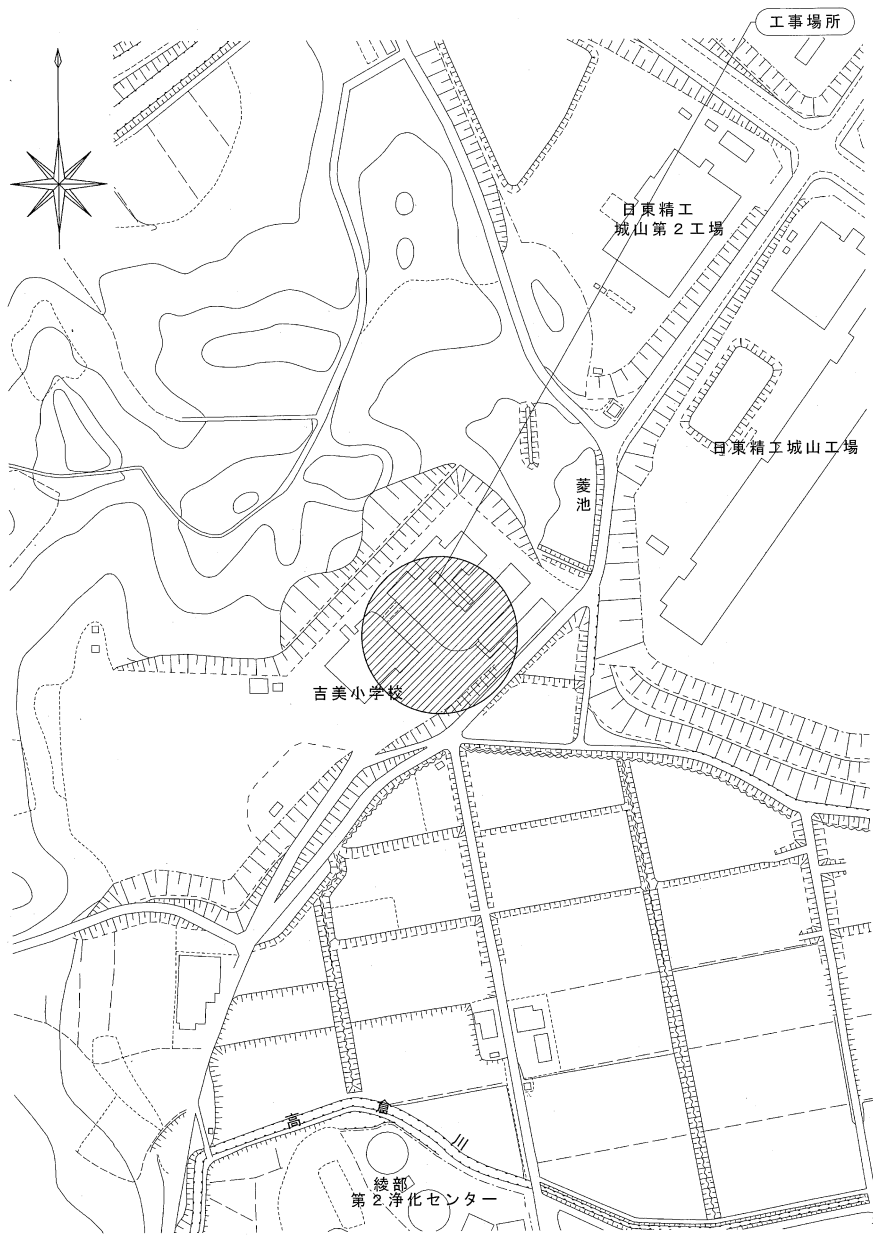 工事場所
日東精工
城山第2工場
日東精工城山工場
菱池
吉美小学校
高倉川
綾部
第2浄化センター